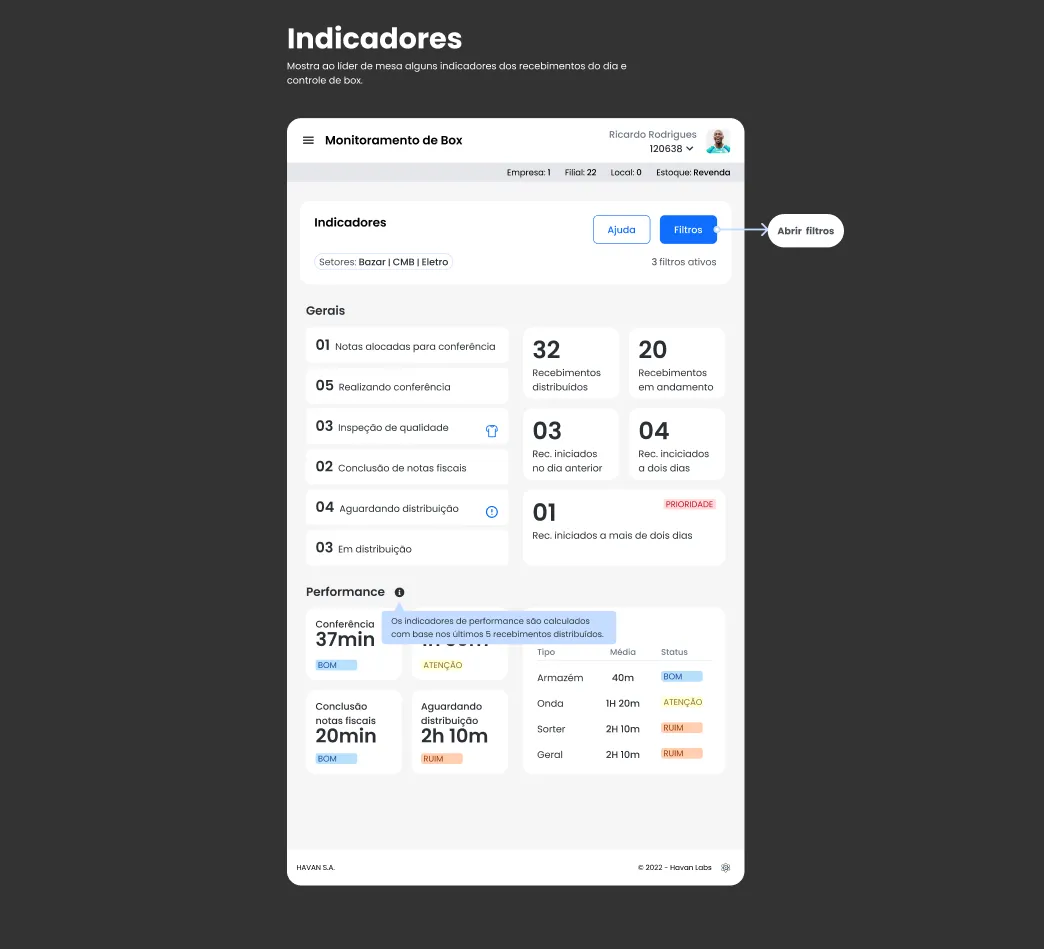 Indicadores
Mostra ao líder de mesa alguns indicadores dos recebimentos do dia e
controle de box.
Monitoramento de Box
Ricardo Rodrigues
120638
Empresa: 1 Filial: 22 Local: 0 Estoque: Revenda
Indicadores
Ajuda
Filtros
Abrir filtros
Setores: Bazar | CMB | Eletro
3 filtros ativos
Gerais
01 Notas alocadas para conferência
05 Realizando conferência
03 Inspeção de qualidade
02 Conclusão de notas fiscais
04 Aguardando distribuição
03 Em distribuição
32
Recebimentos
distribuídos
20
Recebimentos
em andamento
03
Rec. iniciados
no dia anterior
04
Rec. inciciados
a dois dias
PRIORIDADE
01
Rec. iniciados a mais de dois dias
Performance
Os indicadores de performance são calculados
com base nos últimos 5 recebimentos distribuídos.
Conferência
37min
BOM
ATENÇÃO
Conclusão
notas fiscais
20min
BOM
Aguardando
distribuição
2h 10m
RUIM
Tipo Média Status
Armazém 40m BOM
Onda 1H 20m ATENÇÃO
Sorter 2H 10m RUIM
Geral 2H 10m RUIM
HAVAN S.A.
© 2022 - Havan Labs